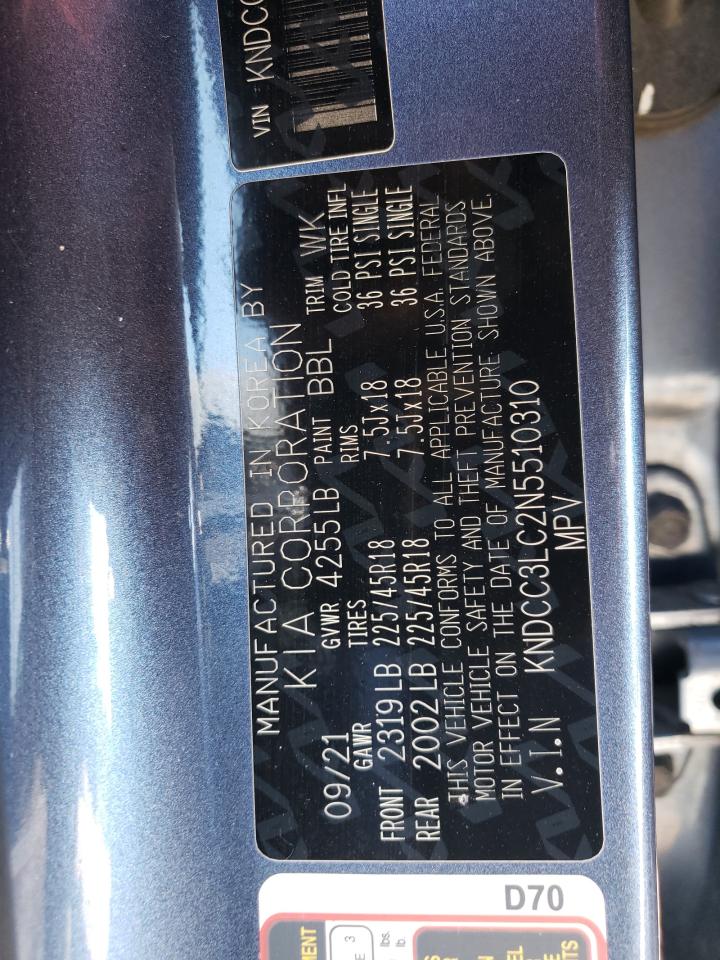 VIN KNDCC
MANUFACTURED IN KOREA BY
KIA CORPORATION
09/21 GVWR 4255LB PAINT BBL TRIM WK
GAWR TIRES RIMS COLD TIRE INFL
FRONT 2319LB 225/45R18 7.5Jx18 36 PSI SINGLE
REAR 2002LB 225/45R18 7.5Jx18 36 PSI SINGLE
THIS VEHICLE CONFORMS TO ALL APPLICABLE U.S.A. FEDERAL
MOTOR VEHICLE SAFETY AND THEFT PREVENTION STANDARDS
IN EFFECT ON THE DATE OF MANUFACTURE SHOWN ABOVE.
V.I.N KNDCC3LC2N5510310
MPV
D70
3
lbs.
lb.